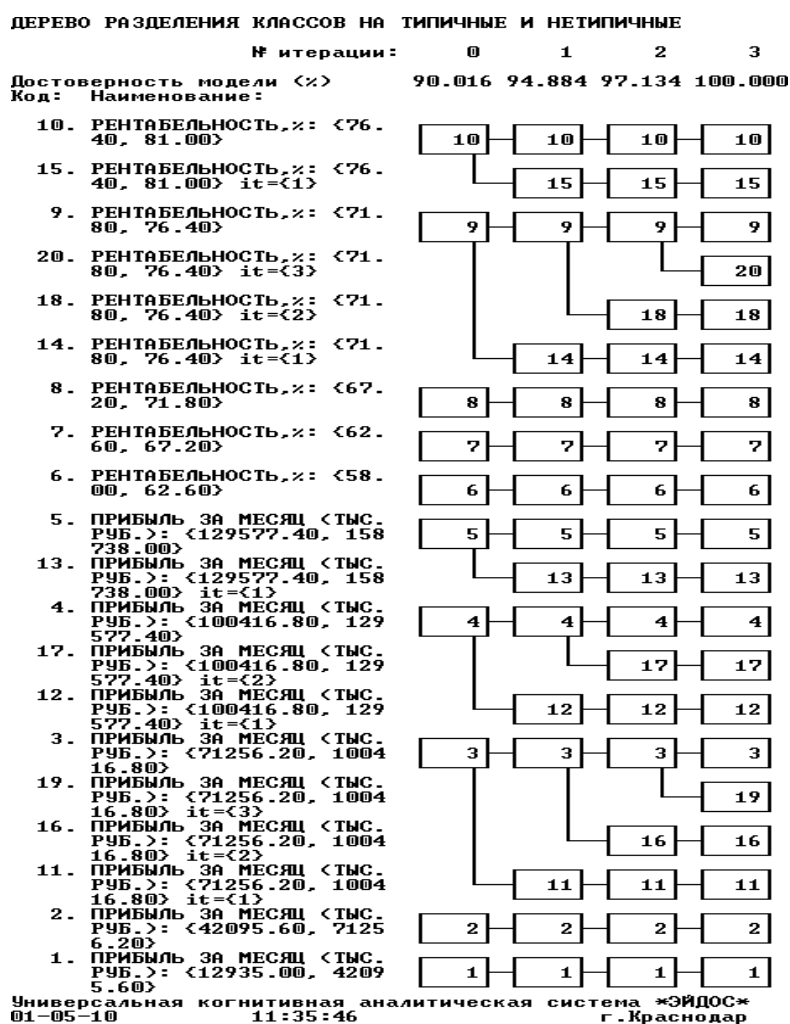 ДЕРЕВО РАЗДЕЛЕНИЯ КЛАССОВ НА ТИПИЧНЫЕ И НЕТИПИЧНЫЕ
№ итерации: 0 1 2 3
Достоверность модели (%) 90.016 94.884 97.134 100.000
Код: Наименование:
10. РЕНТАБЕЛЬНОСТЬ,%: {76.
40, 81.00} 10 10 10 10
15. РЕНТАБЕЛЬНОСТЬ,%: {76.
40, 81.00} it={1} 15 15 15
9. РЕНТАБЕЛЬНОСТЬ,%: {71.
80, 76.40} 9 9 9 9
20. РЕНТАБЕЛЬНОСТЬ,%: {71.
80, 76.40} it={3} 20
18. РЕНТАБЕЛЬНОСТЬ,%: {71.
80, 76.40} it={2} 18 18
14. РЕНТАБЕЛЬНОСТЬ,%: {71.
80, 76.40} it={1} 14 14 14
8. РЕНТАБЕЛЬНОСТЬ,%: {67.
20, 71.80} 8 8 8 8
7. РЕНТАБЕЛЬНОСТЬ,%: {62.
60, 67.20} 7 7 7 7
6. РЕНТАБЕЛЬНОСТЬ,%: {58.
00, 62.60} 6 6 6 6
5. ПРИБЫЛЬ ЗА МЕСЯЦ (ТЫС.
РУБ.): {129577.40, 158 5 5 5 5
738.00}
13. ПРИБЫЛЬ ЗА МЕСЯЦ (ТЫС.
РУБ.): {129577.40, 158 13 13 13
738.00} it={1}
4. ПРИБЫЛЬ ЗА МЕСЯЦ (ТЫС.
РУБ.): {100416.80, 129 4 4 4 4
577.40}
17. ПРИБЫЛЬ ЗА МЕСЯЦ (ТЫС.
РУБ.): {100416.80, 129 17 17
577.40} it={2}
12. ПРИБЫЛЬ ЗА МЕСЯЦ (ТЫС.
РУБ.): {100416.80, 129 12 12 12
577.40} it={1}
3. ПРИБЫЛЬ ЗА МЕСЯЦ (ТЫС.
РУБ.): {71256.20, 1004 3 3 3 3
16.80}
19. ПРИБЫЛЬ ЗА МЕСЯЦ (ТЫС.
РУБ.): {71256.20, 1004 19
16.80} it={3}
16. ПРИБЫЛЬ ЗА МЕСЯЦ (ТЫС.
РУБ.): {71256.20, 1004 16 16
16.80} it={2}
11. ПРИБЫЛЬ ЗА МЕСЯЦ (ТЫС.
РУБ.): {71256.20, 1004 11 11 11
16.80} it={1}
2. ПРИБЫЛЬ ЗА МЕСЯЦ (ТЫС.
РУБ.): {42095.60, 7125 2 2 2 2
6.20}
1. ПРИБЫЛЬ ЗА МЕСЯЦ (ТЫС.
РУБ.): {12935.00, 4209 1 1 1 1
5.60}
Универсальная когнитивная аналитическая система *ЭЙДОС*
01-05-10 11:35:46 г.Краснодар